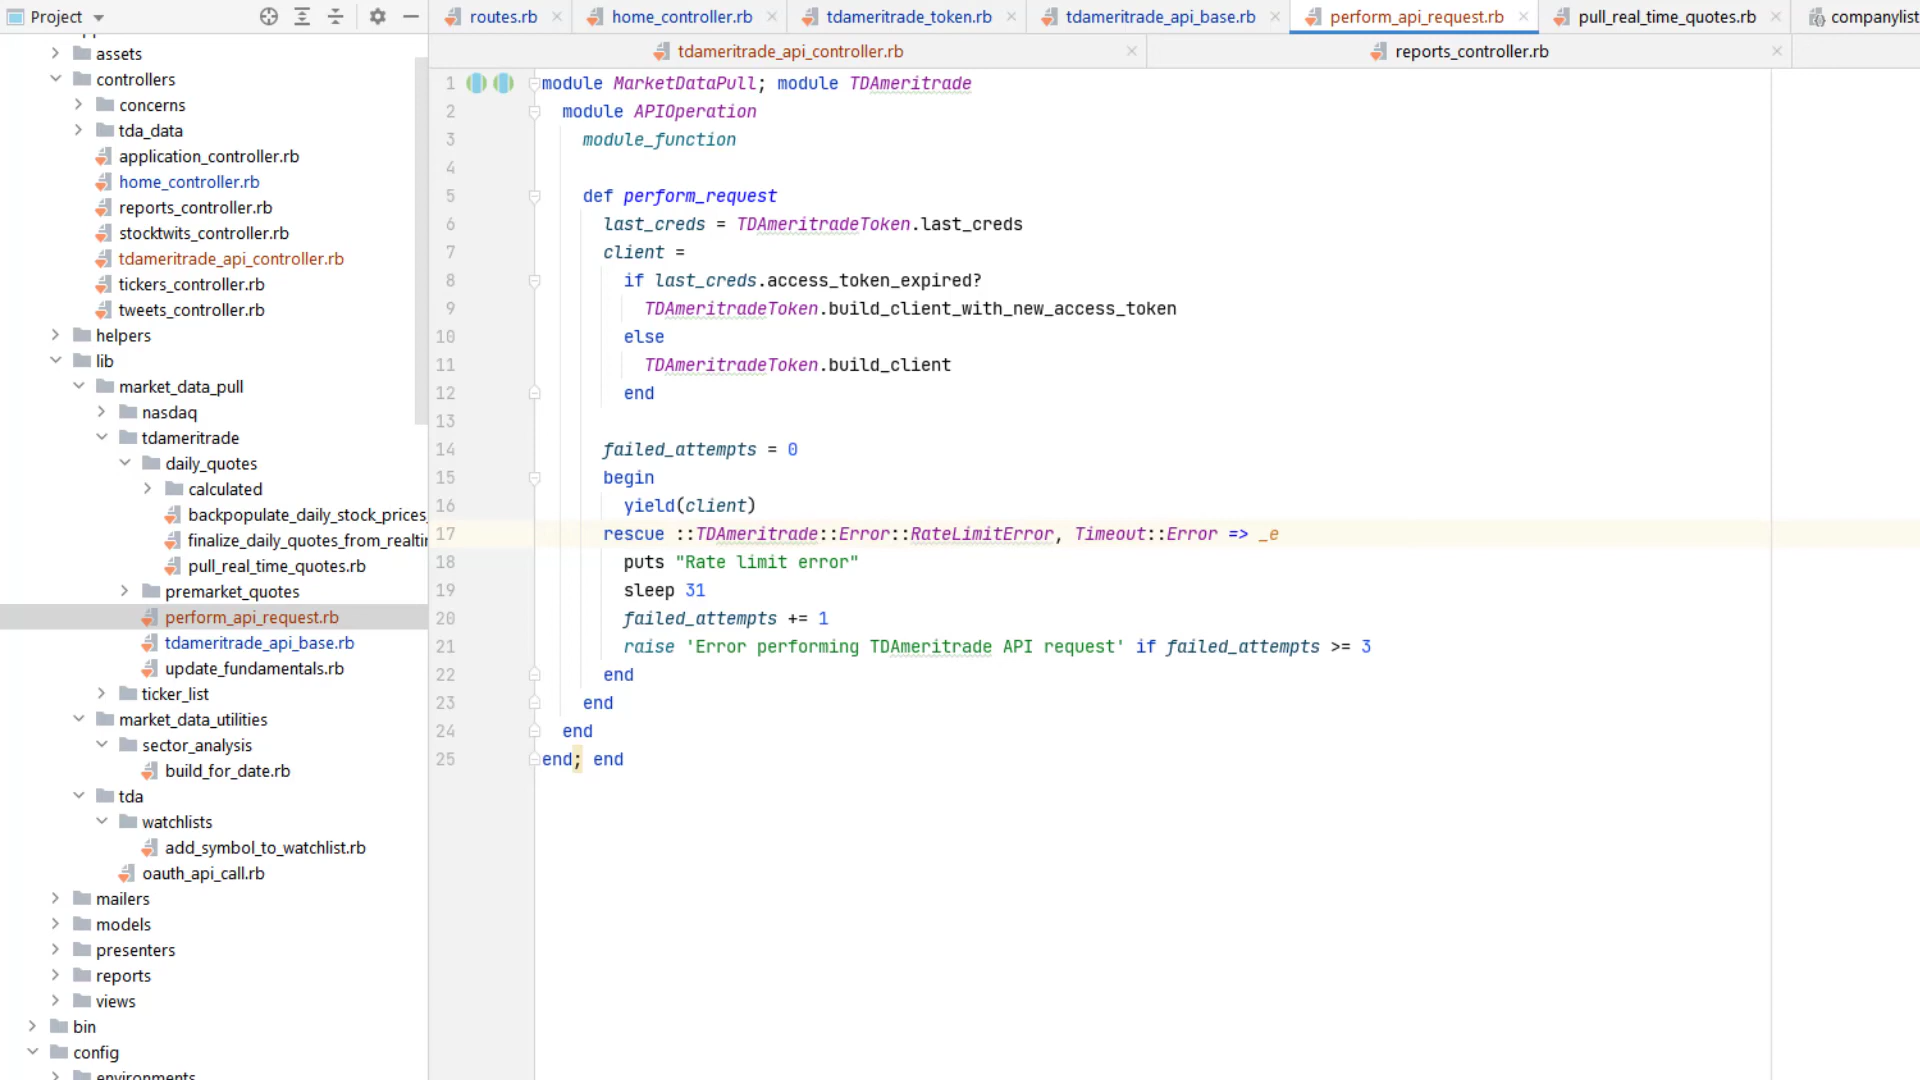 Project
routes.rb
home_controller.rb
tdameritrade_token.rb
tdameritrade_api_base.rb
perform_api_request.rb
pull_real_time_quotes.rb
companylist
tdameritrade_api_controller.rb
reports_controller.rb
assets
controllers
concerns
tda_data
application_controller.rb
home_controller.rb
reports_controller.rb
stocktwits_controller.rb
tdameritrade_api_controller.rb
tickers_controller.rb
tweets_controller.rb
helpers
lib
market_data_pull
nasdaq
tdameritrade
daily_quotes
calculated
backpopulate_daily_stock_prices_
finalize_daily_quotes_from_realtin
pull_real_time_quotes.rb
premarket_quotes
perform_api_request.rb
tdameritrade_api_base.rb
update_fundamentals.rb
ticker_list
market_data_utilities
sector_analysis
build_for_date.rb
tda
watchlists
add_symbol_to_watchlist.rb
oauth_api_call.rb
mailers
models
presenters
reports
views
bin
config
environments
1 module MarketDataPull; module TDAmeritrade
2 module APIOperation
3 module_function
4
5 def perform_request
6 last_creds = TDAmeritradeToken.last_creds
7 client =
8 if last_creds.access_token_expired?
9 TDAmeritradeToken.build_client_with_new_access_token
10 else
11 TDAmeritradeToken.build_client
12 end
13
14 failed_attempts = 0
15 begin
16 yield(client)
17 rescue ::TDAmeritrade::Error::RateLimitError, Timeout::Error => _e
18 puts "Rate limit error"
19 sleep 31
20 failed_attempts += 1
21 raise 'Error performing TDAmeritrade API request' if failed_attempts >= 3
22 end
23 end
24 end
25 end; end